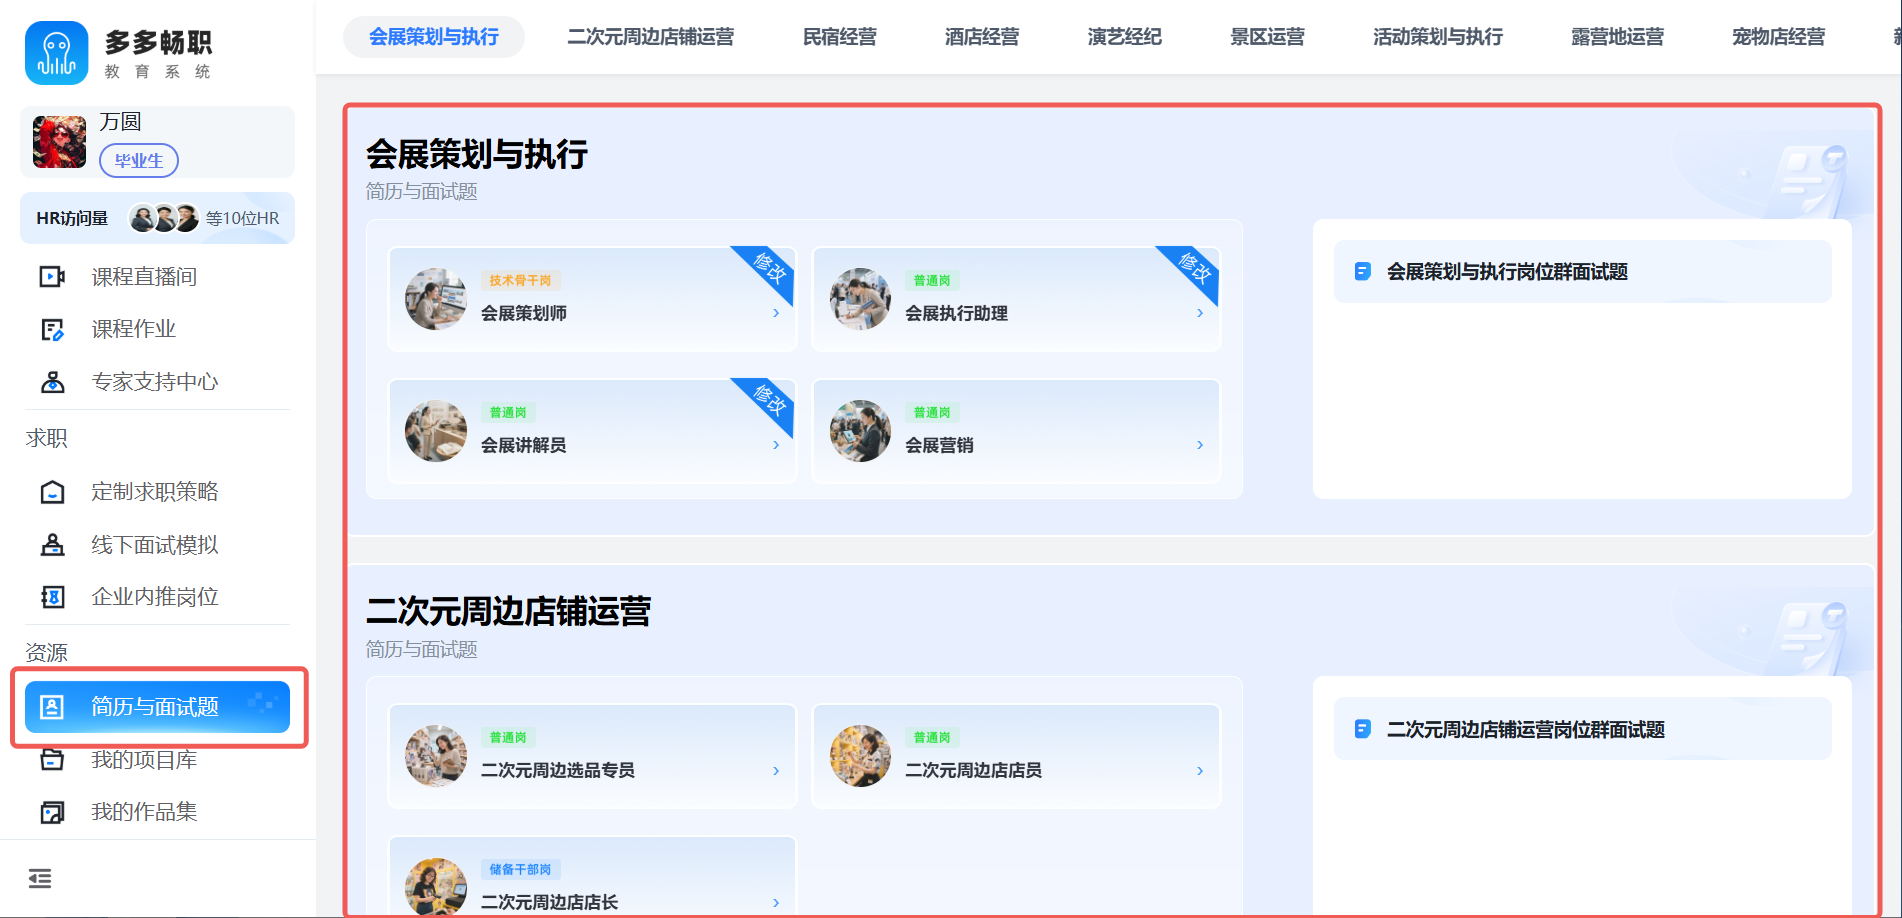 多多畅职
教育系统
万圆
毕业生
HR访问量 等10位HR
课程直播间
课程作业
专家支持中心
求职
定制求职策略
线下面试模拟
企业内推岗位
资源
简历与面试题
我的项目库
我的作品集
会展策划与执行 二次元周边店铺运营 民宿经营 酒店经营 演艺经纪 景区运营 活动策划与执行 露营地运营 宠物店经营
会展策划与执行
简历与面试题
技术骨干岗
会展策划师
修改
普通岗
会展执行助理
修改
普通岗
会展讲解员
修改
普通岗
会展营销
会展策划与执行岗位群面试题
二次元周边店铺运营
简历与面试题
普通岗
二次元周边选品专员
普通岗
二次元周边店店员
储备干部岗
二次元周边店店长
二次元周边店铺运营岗位群面试题